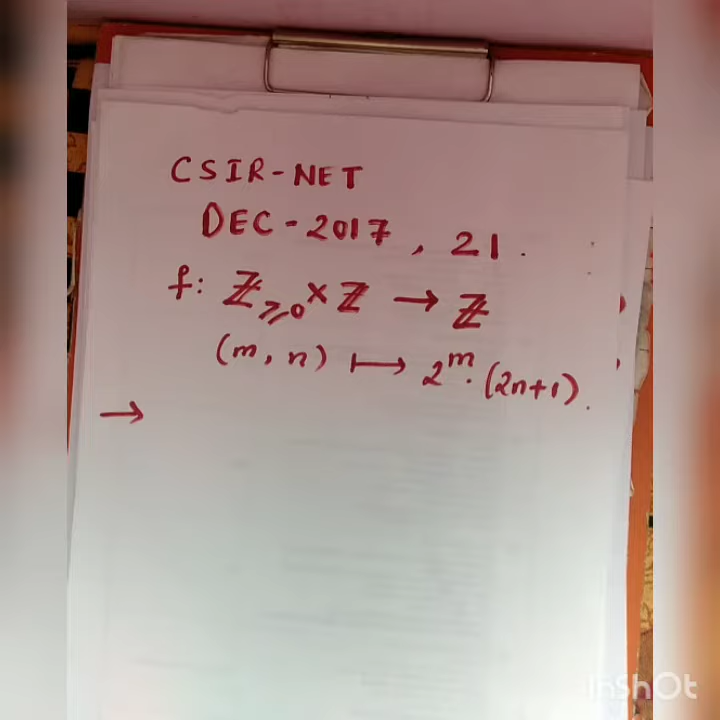 CSIR-NET
DEC-2017, 21.
f: ℤ≥0 × ℤ → ℤ
(m, n) ↦ 2^m.(2n+1).
→
InShOt